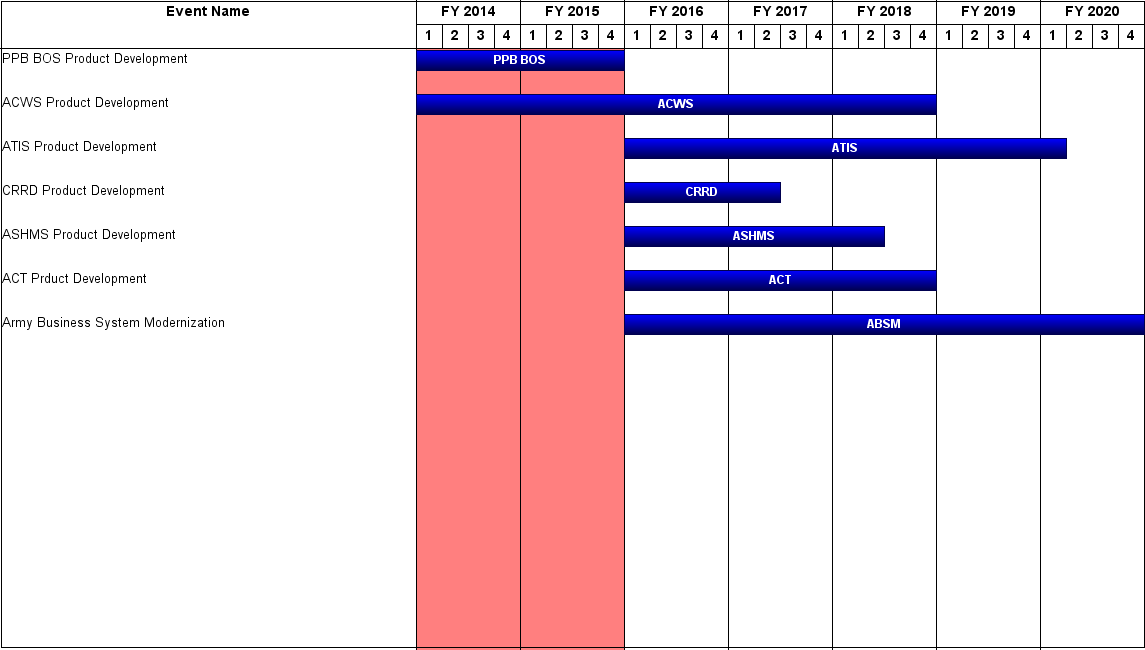 Event Name FY 2014 FY 2015 FY 2016 FY 2017 FY 2018 FY 2019 FY 2020
1 2 3 4 1 2 3 4 1 2 3 4 1 2 3 4 1 2 3 4 1 2 3 4 1 2 3 4
PPB BOS Product Development PPB BOS
ACWS Product Development ACWS
ATIS Product Development ATIS
CRRD Product Development CRRD
ASHMS Product Development ASHMS
ACT Prduct Development ACT
Army Business System Modernization ABSM